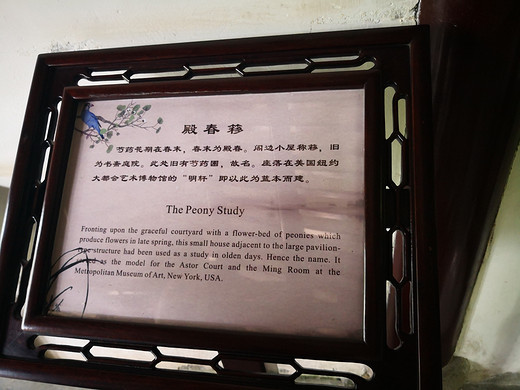 殿春簃
芍药花期在春末，春末为殿春。阁边小屋称簃，旧
为书斋庭院，此处旧有芍药圃，故名。座落在美国纽约
大都会艺术博物馆的“明轩”即以此为蓝本而建。
The Peony Study
Fronting upon the graceful courtyard with a flower-bed of peonies which
produce flowers in late spring, this small house adjacent to the large pavilion-
type structure had been used as a study in olden days. Hence the name. It
as the model for the Astor Court and the Ming Room at the
Metropolitan Museum of Art, New York, USA.